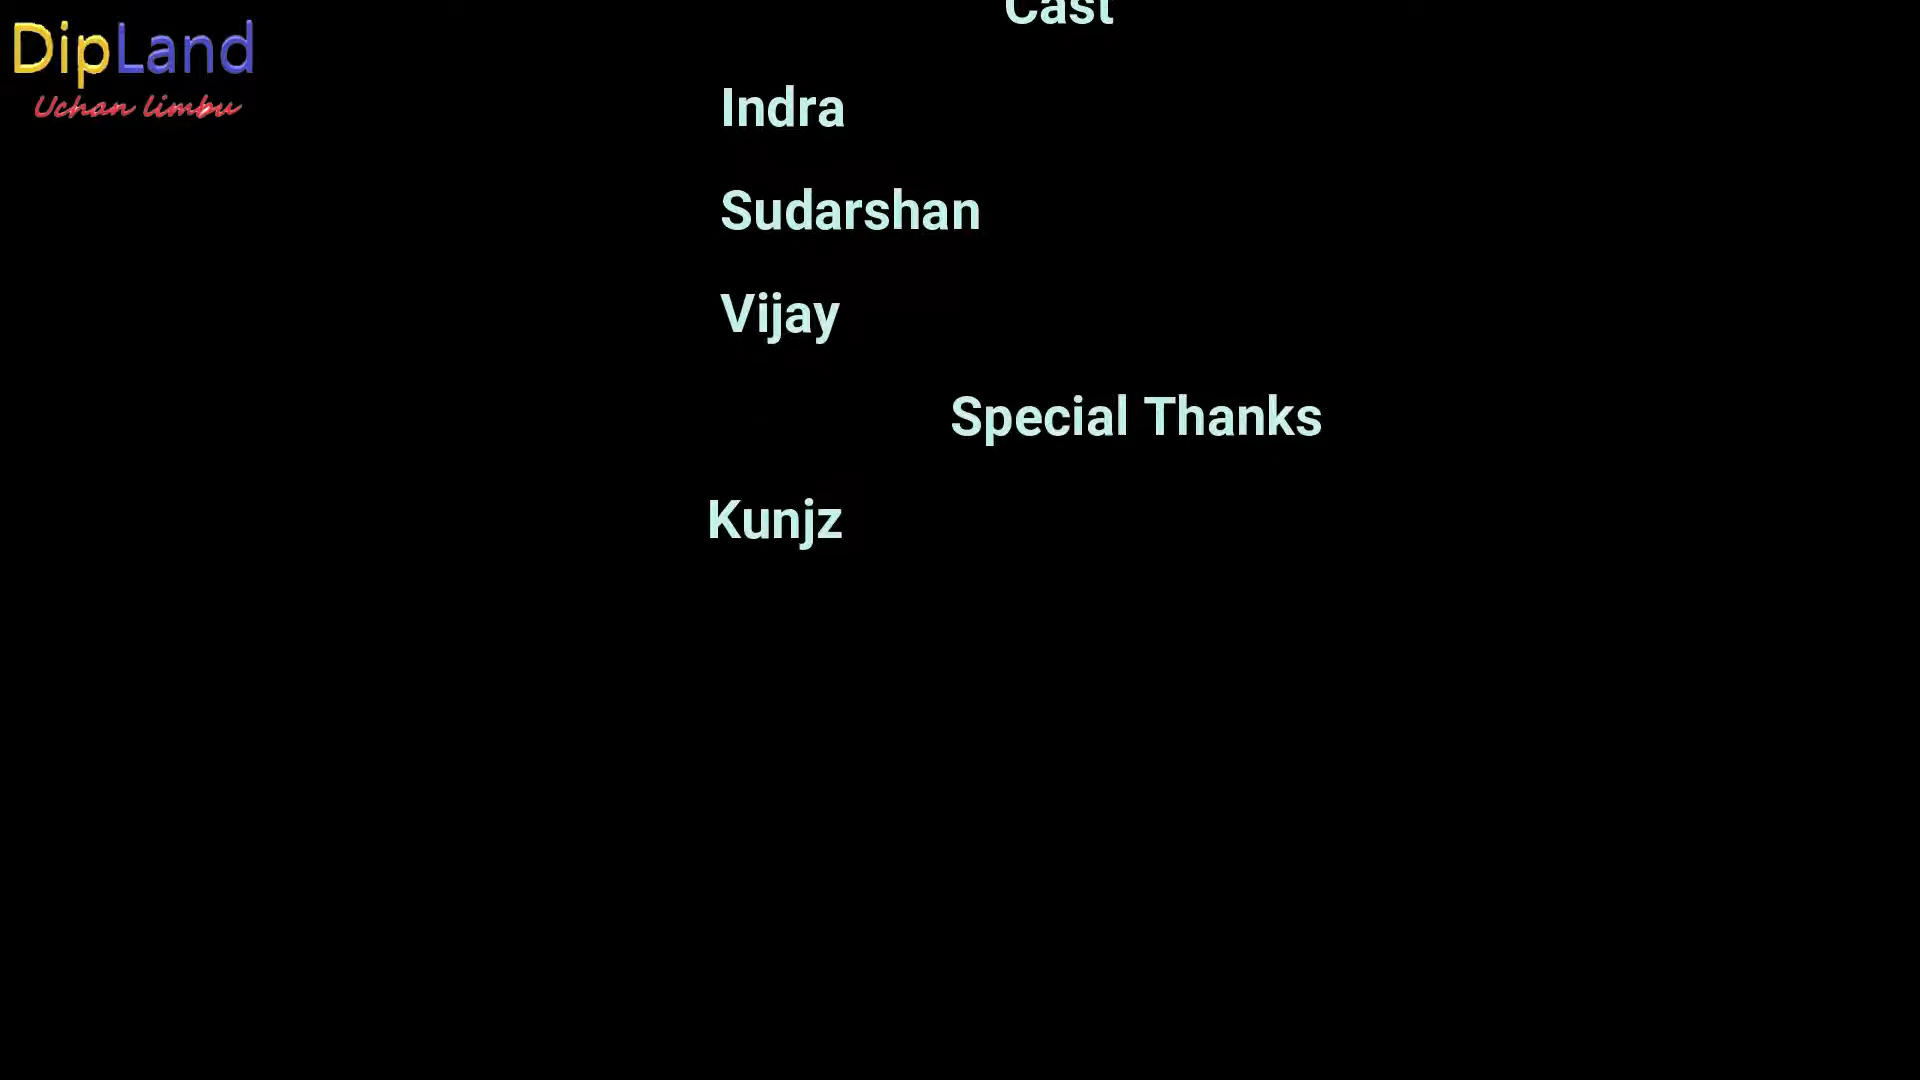 Cast
DipLand
Uchan limbu
Indra
Sudarshan
Vijay
Special Thanks
Kunjz